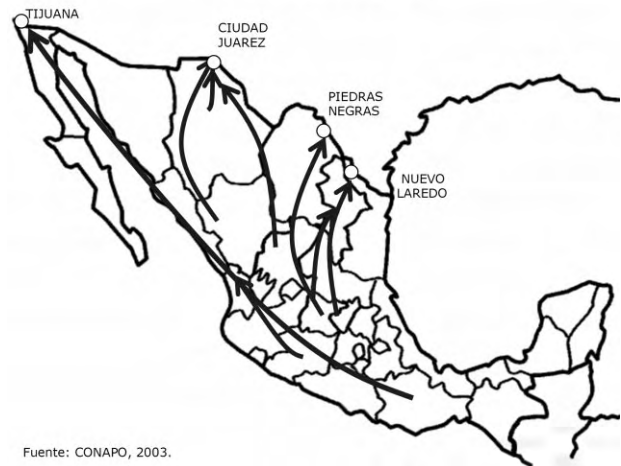 TIJUANA
CIUDAD
JUAREZ
PIEDRAS
NEGRAS
NUEVO
LAREDO
Fuente: CONAPO, 2003.